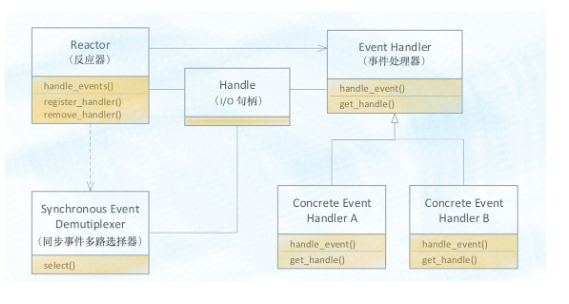 Reactor
(反应器)
handle_events()
register_handler()
remove_handler()
Handle
(I/O 句柄)
Event Handler
(事件处理器)
handle_event()
get_handle()
Synchronous Event
Demutiplexer
(同步事件多路选择器)
select()
Concrete Event
Handler A
handle_event()
get_handle()
Concrete Event
Handler B
handle_event()
get_handle()